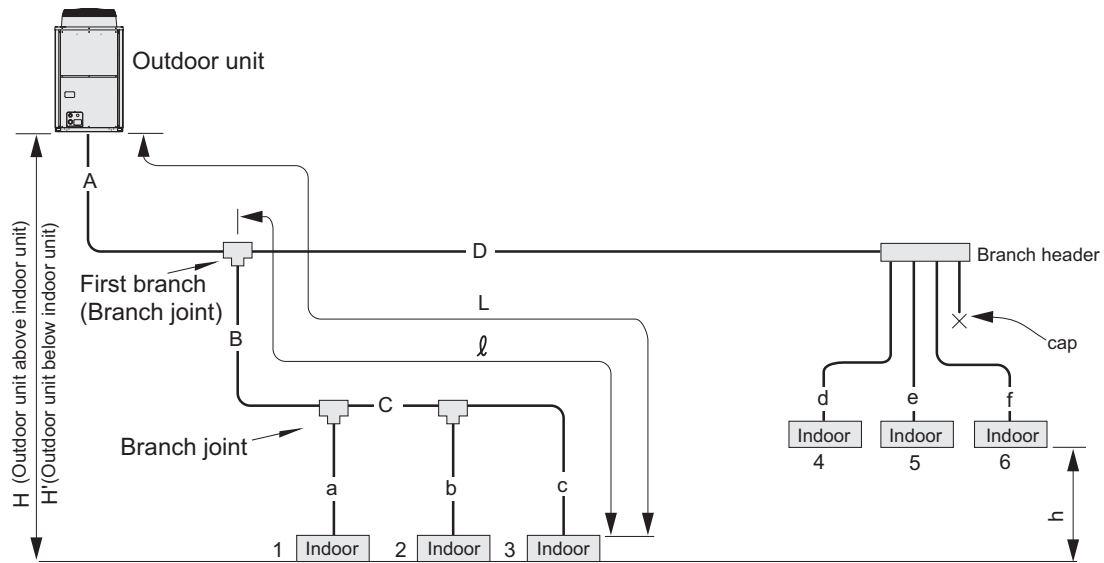 Outdoor unit
A
H (Outdoor unit above indoor unit)
H'(Outdoor unit below indoor unit)
D
Branch header
First branch
(Branch joint)
L
B
ℓ
cap
C
d
e
f
Branch joint
Indoor
Indoor
Indoor
4
5
6
a
b
c
h
1
Indoor
2
Indoor
3
Indoor